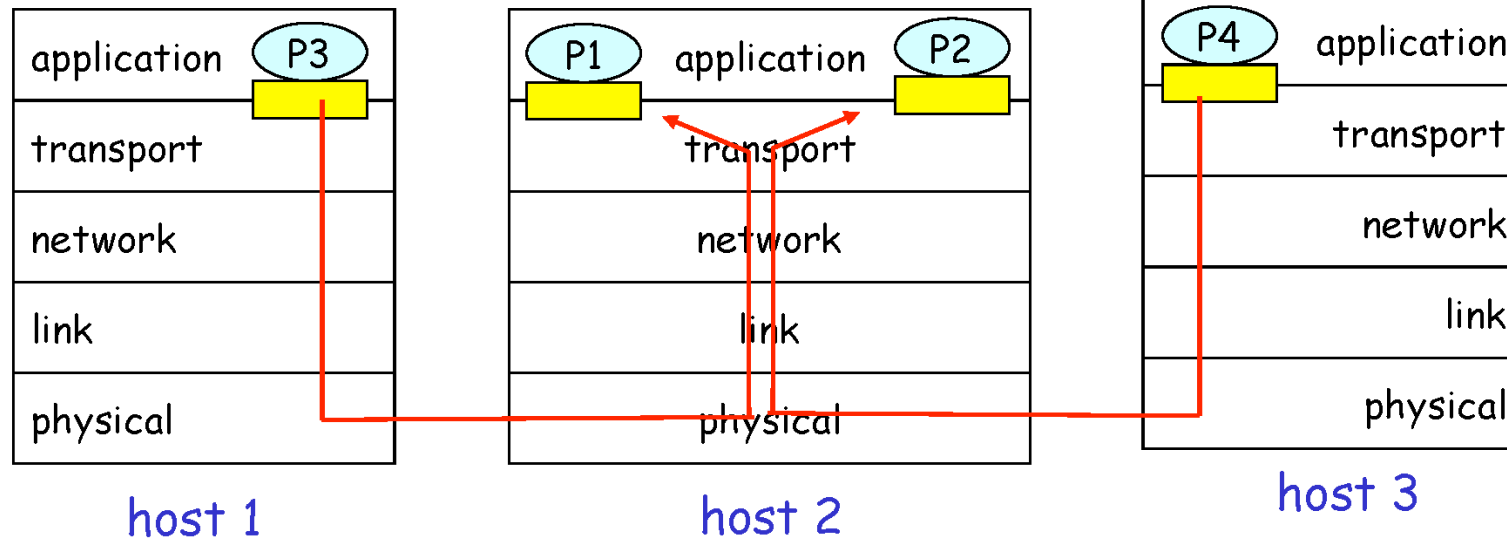 application P3
transport
network
link
physical
host 1
P1 application P2
transport
network
link
physical
host 2
P4 application
transport
network
link
physical
host 3